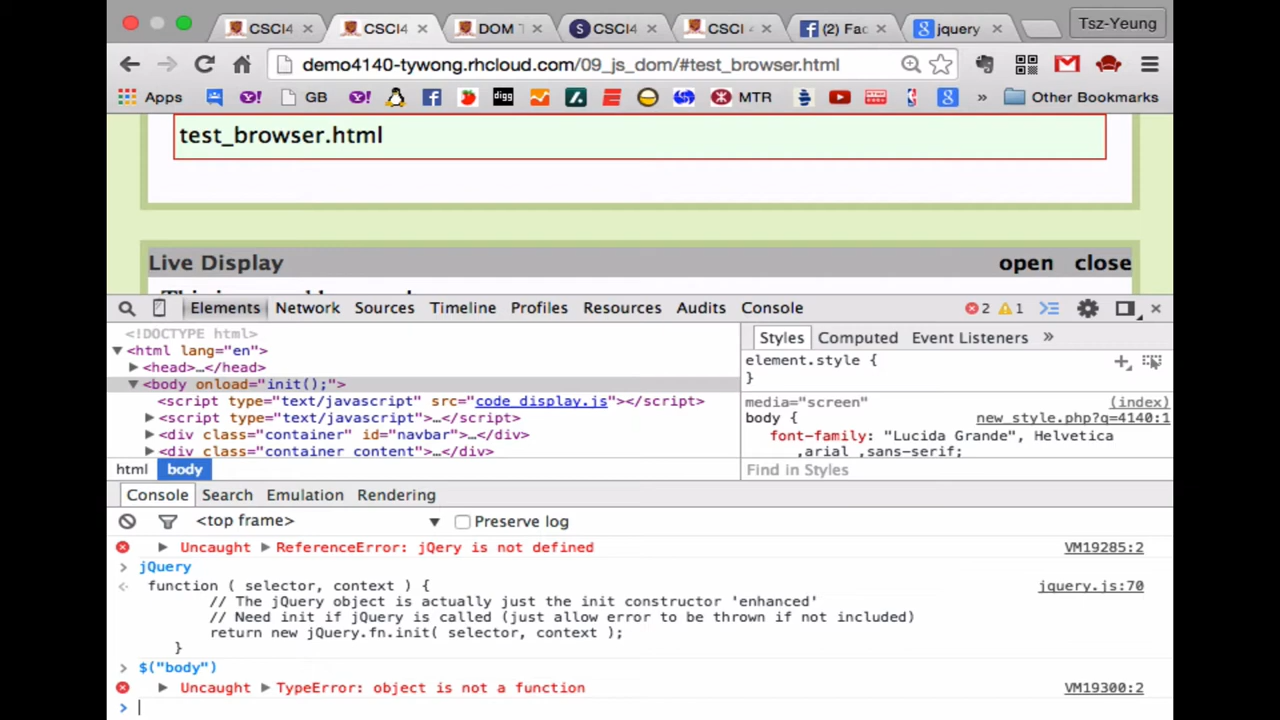 CSCI4 CSCI4 DOM T CSCI4 CSCI 4 (2) Fac jquery Tsz-Yeung
demo4140-tywong.rhcloud.com/09_js_dom/#test_browser.html
Apps GB digg MTR » Other Bookmarks
test_browser.html
Live Display open close
Elements Network Sources Timeline Profiles Resources Audits Console 2 1
<!DOCTYPE html>
<html lang="en">
<head>…</head>
<body onload="init();">
<script type="text/javascript" src="code_display.js"></script>
<script type="text/javascript">…</script>
<div class="container" id="navbar">…</div>
<div class="container content">…</div>
html body
Styles Computed Event Listeners »
element.style {
}
media="screen" (index)
body { new_style.php?q=4140:1
font-family: "Lucida Grande", Helvetica
,arial ,sans-serif;
Find in Styles
Console Search Emulation Rendering
<top frame> Preserve log
Uncaught ReferenceError: jQery is not defined VM19285:2
> jQuery
function ( selector, context ) { jquery.js:70
// The jQuery object is actually just the init constructor 'enhanced'
// Need init if jQuery is called (just allow error to be thrown if not included)
return new jQuery.fn.init( selector, context );
}
> $("body")
Uncaught TypeError: object is not a function VM19300:2
>